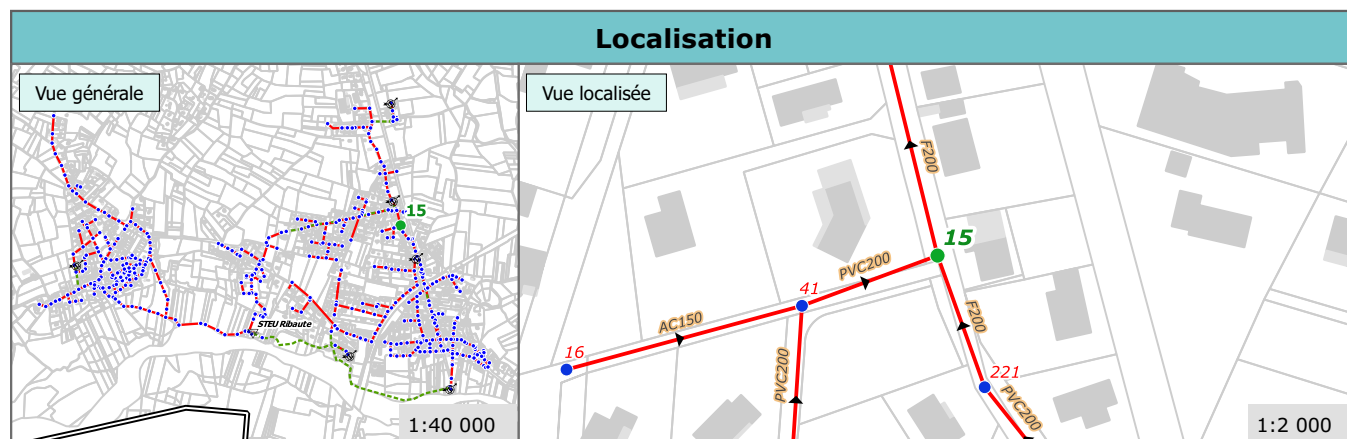 Localisation
Vue générale
15
STEU Ribaute
1:40 000
Vue localisée
F200
15
PVC200
41
AC150
F200
16
PVC200
221
PVC200
1:2 000